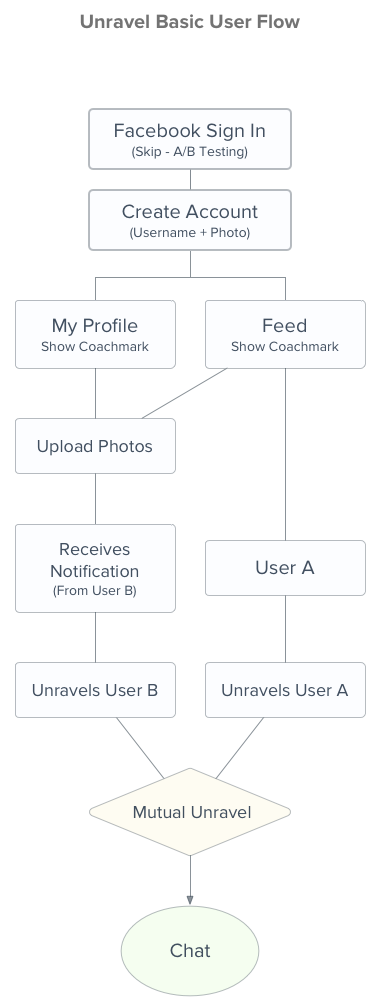 Unravel Basic User Flow
Facebook Sign In
(Skip - A/B Testing)
Create Account
(Username + Photo)
My Profile
Show Coachmark
Feed
Show Coachmark
Upload Photos
Receives
Notification
(From User B)
User A
Unravels User B
Unravels User A
Mutual Unravel
Chat